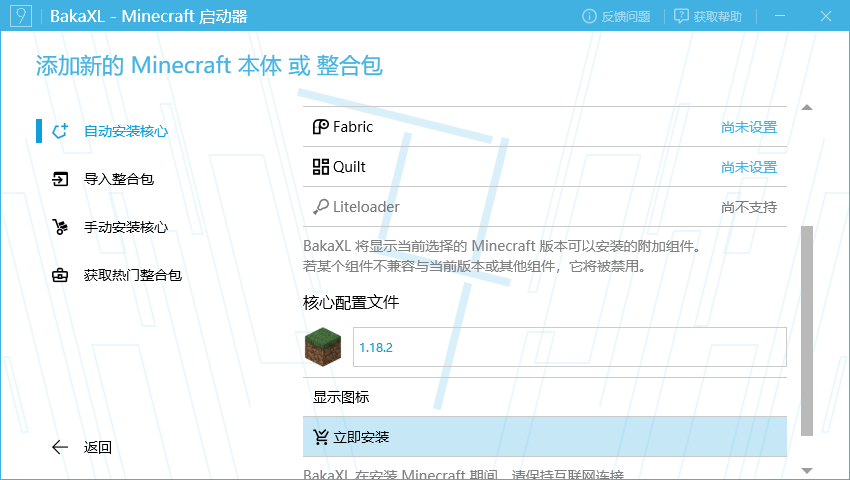 BakaXL - Minecraft 启动器
反馈问题
获取帮助
添加新的 Minecraft 本体 或 整合包
自动安装核心
导入整合包
手动安装核心
获取热门整合包
返回
Fabric 尚未设置
Quilt 尚未设置
Liteloader 尚不支持
BakaXL 将显示当前选择的 Minecraft 版本可以安装的附加组件。
若某个组件不兼容与当前版本或其他组件，它将被禁用。
核心配置文件
1.18.2
显示图标
立即安装
BakaXL 在安装 Minecraft 期间，请保持互联网连接